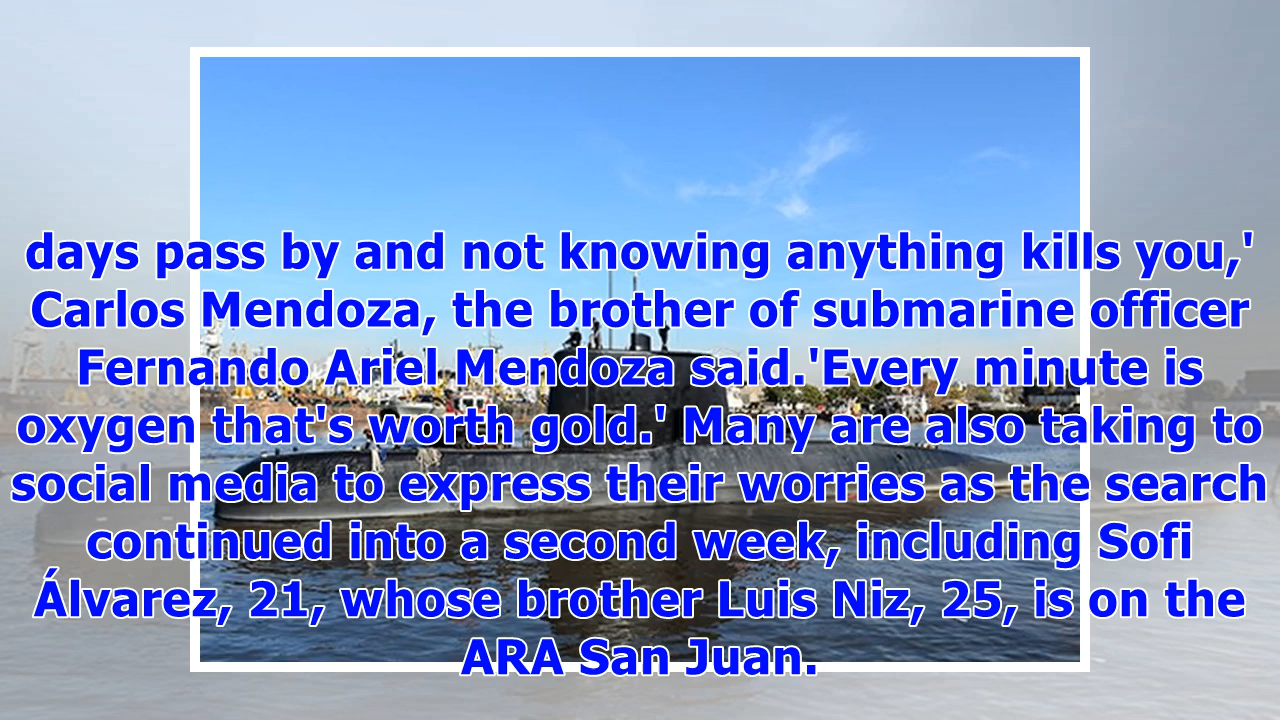 days pass by and not knowing anything kills you,'
Carlos Mendoza, the brother of submarine officer
Fernando Ariel Mendoza said.'Every minute is
oxygen that's worth gold.' Many are also taking to
social media to express their worries as the search
continued into a second week, including Sofi
Álvarez, 21, whose brother Luis Niz, 25, is on the
ARA San Juan.